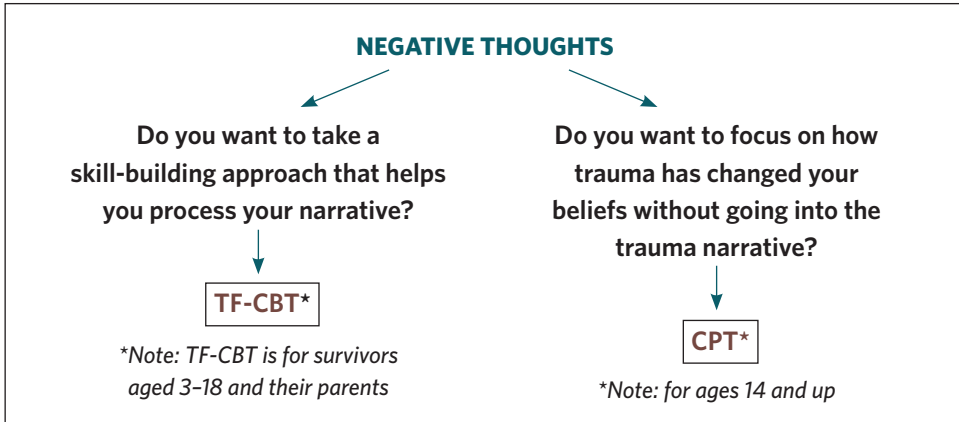 NEGATIVE THOUGHTS
Do you want to take a
skill-building approach that helps
you process your narrative?
TF-CBT*
*Note: TF-CBT is for survivors
aged 3–18 and their parents
Do you want to focus on how
trauma has changed your
beliefs without going into the
trauma narrative?
CPT*
*Note: for ages 14 and up